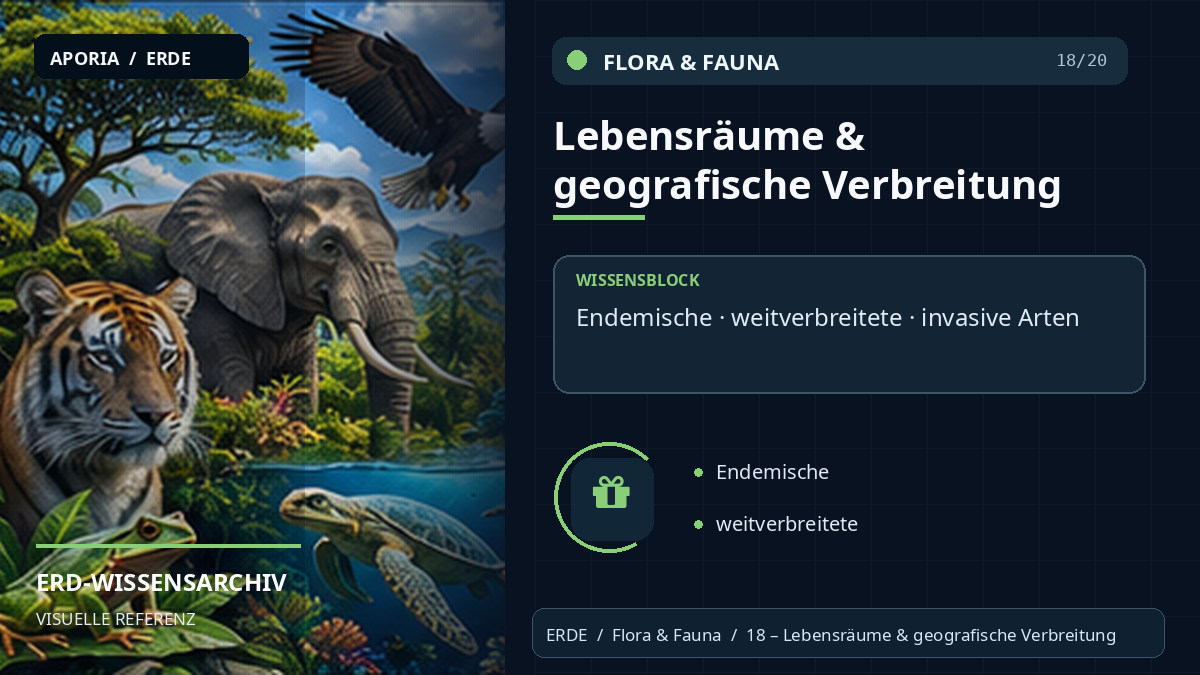 APORIA / ERDE
ERD-WISSENSARCHIV
VISUELLE REFERENZ
FLORA & FAUNA
18/20
Lebensräume &
geografische Verbreitung
WISSENSBLOCK
Endemische · weitverbreitete · invasive Arten
Endemische
weitverbreitete
ERDE / Flora & Fauna / 18 – Lebensräume & geografische Verbreitung